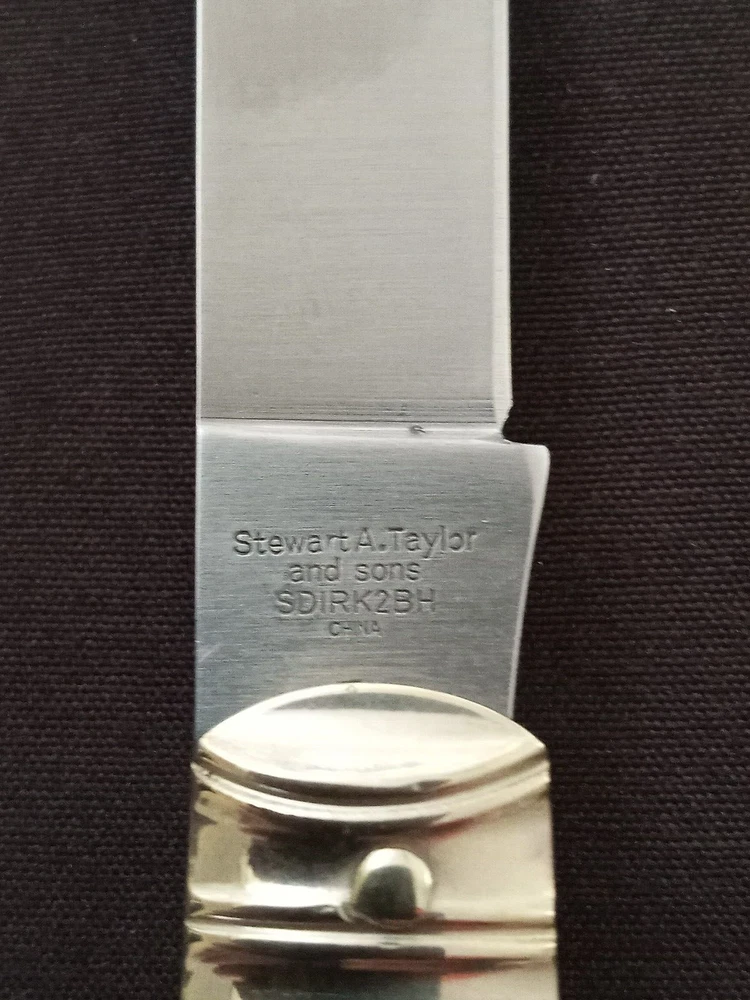 Stewart A. Taylor
and sons
SDIRK2BH
CHINA